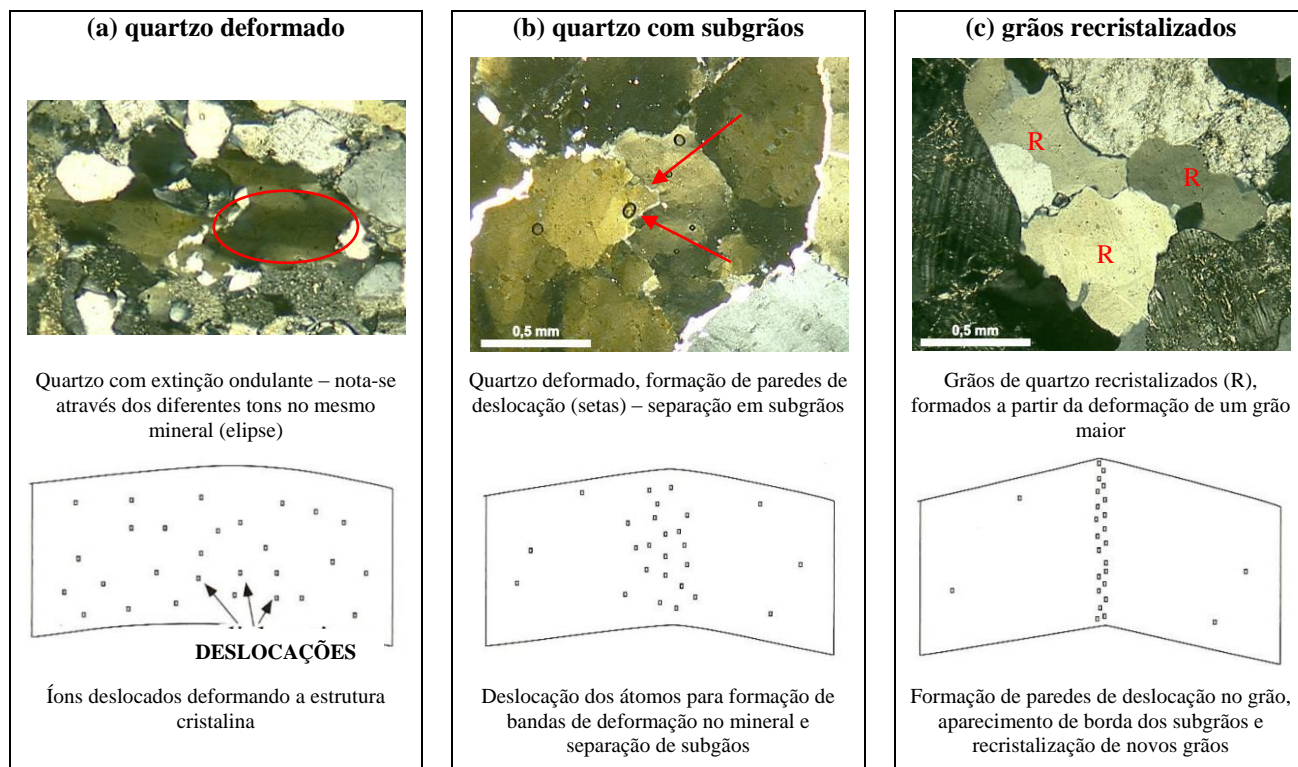 (a) quartzo deformado
Quartzo com extinção ondulante – nota-se
através dos diferentes tons no mesmo
mineral (elipse)
DESLOCAÇÕES
Íons deslocados deformando a estrutura
cristalina
(b) quartzo com subgrãos
0,5 mm
Quartzo deformado, formação de paredes de
deslocação (setas) – separação em subgrãos
Deslocação dos átomos para formação de
bandas de deformação no mineral e
separação de subgãos
(c) grãos recristalizados
R
R
R
0,5 mm
Grãos de quartzo recristalizados (R),
formados a partir da deformação de um grão
maior
Formação de paredes de deslocação no grão,
aparecimento de borda dos subgrãos e
recristalização de novos grãos